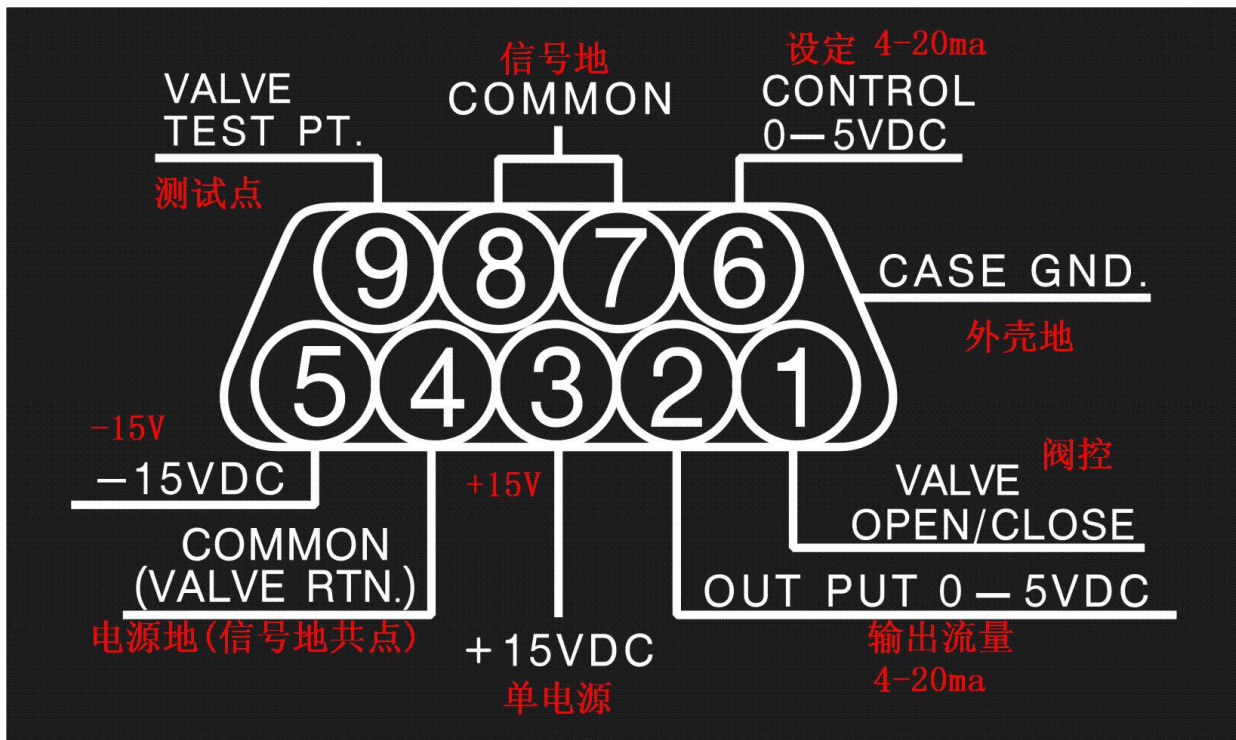 信号地
设定 4-20ma
VALVE
TEST PT.
COMMON
CONTROL
0—5VDC
测试点
9
8
7
6
CASE GND.
外壳地
5
4
3
2
1
-15V
—15VDC
+15V
阀控
VALVE
OPEN/CLOSE
COMMON
(VALVE RTN.)
OUT PUT 0—5VDC
电源地(信号地共点)
+15VDC
单电源
输出流量
4-20ma